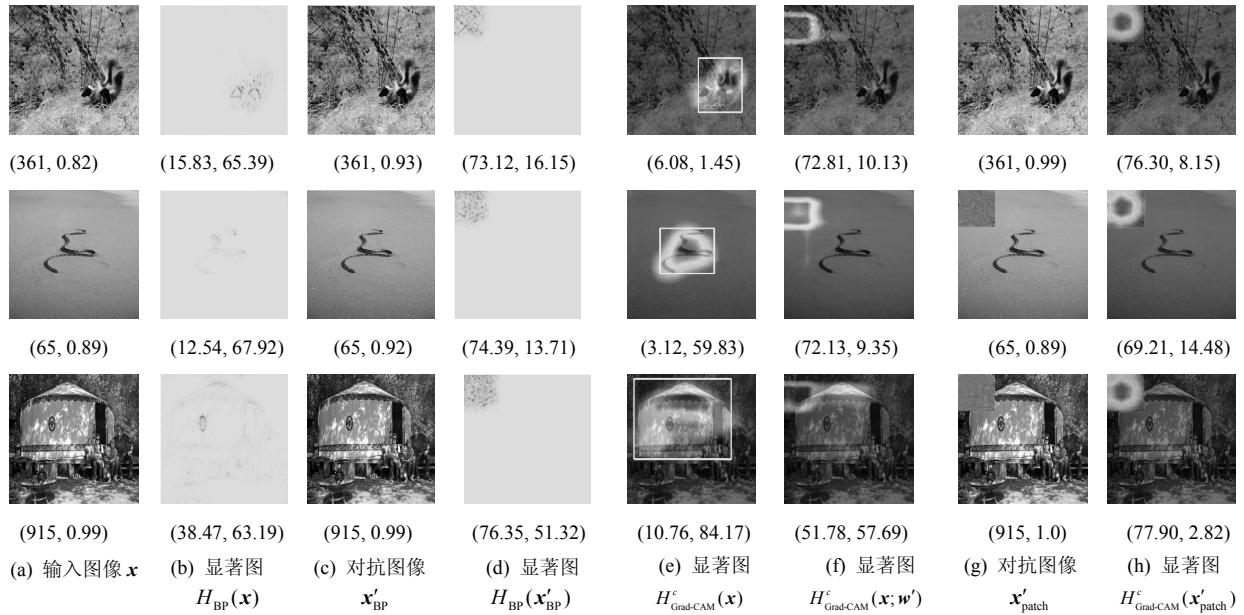 (361, 0.82) (15.83, 65.39) (361, 0.93) (73.12, 16.15) (6.08, 1.45) (72.81, 10.13) (361, 0.99) (76.30, 8.15)
(65, 0.89) (12.54, 67.92) (65, 0.92) (74.39, 13.71) (3.12, 59.83) (72.13, 9.35) (65, 0.89) (69.21, 14.48)
(915, 0.99) (38.47, 63.19) (915, 0.99) (76.35, 51.32) (10.76, 84.17) (51.78, 57.69) (915, 1.0) (77.90, 2.82)
(a) 输入图像 x (b) 显著图 (c) 对抗图像 (d) 显著图 (e) 显著图 (f) 显著图 (g) 对抗图像 (h) 显著图
H_BP(x) x′_BP H_BP(x′_BP) H^c_Grad-CAM(x) H^c_Grad-CAM(x; w′) x′_patch H^c_Grad-CAM(x′_patch)